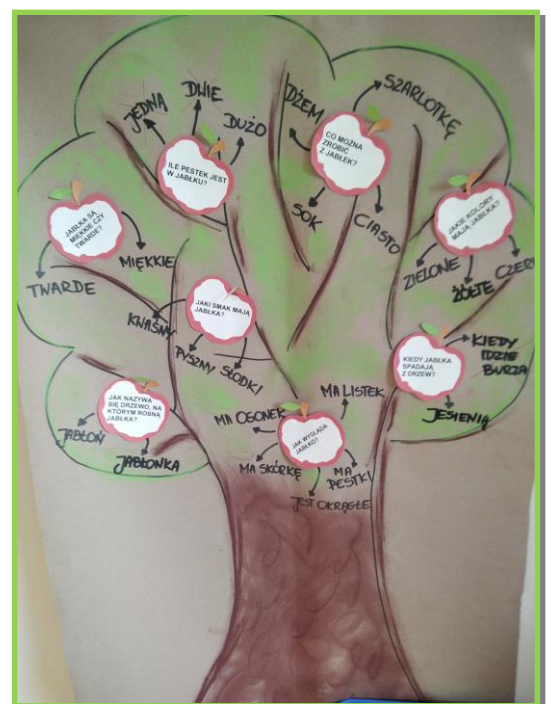 JEDNA
DWIE
DUŻO
ILE PESTEK JEST
W JABŁKU?
DŻEM
SZARLOTKĘ
CO MOŻNA
ZROBIĆ
Z JABŁEK?
SOK
CIASTO
JABŁKA SĄ
MIĘKKIE CZY
TWARDE?
TWARDE
MIĘKKIE
JAKIE KOLORY
MAJĄ JABŁKA?
ZIELONE
ŻÓŁTE
JAKI SMAK MAJĄ
JABŁKA?
KWAŚNY
PYSZNY
SŁODKI
KIEDY JABŁKA
SPADAJĄ
Z DRZEW?
KIEDY
IDZIE
BURZA
JESIENIĄ
JAK NAZYWA
SIĘ DRZEWO, NA
KTÓRYM ROSNĄ
JABŁKA?
JABŁOŃ
JABŁONKA
JAK WYGLĄDA
JABŁKO?
MA OGONEK
MA LISTEK
MA SKÓRKĘ
MA
PESTKI
JEST OKRĄGŁE